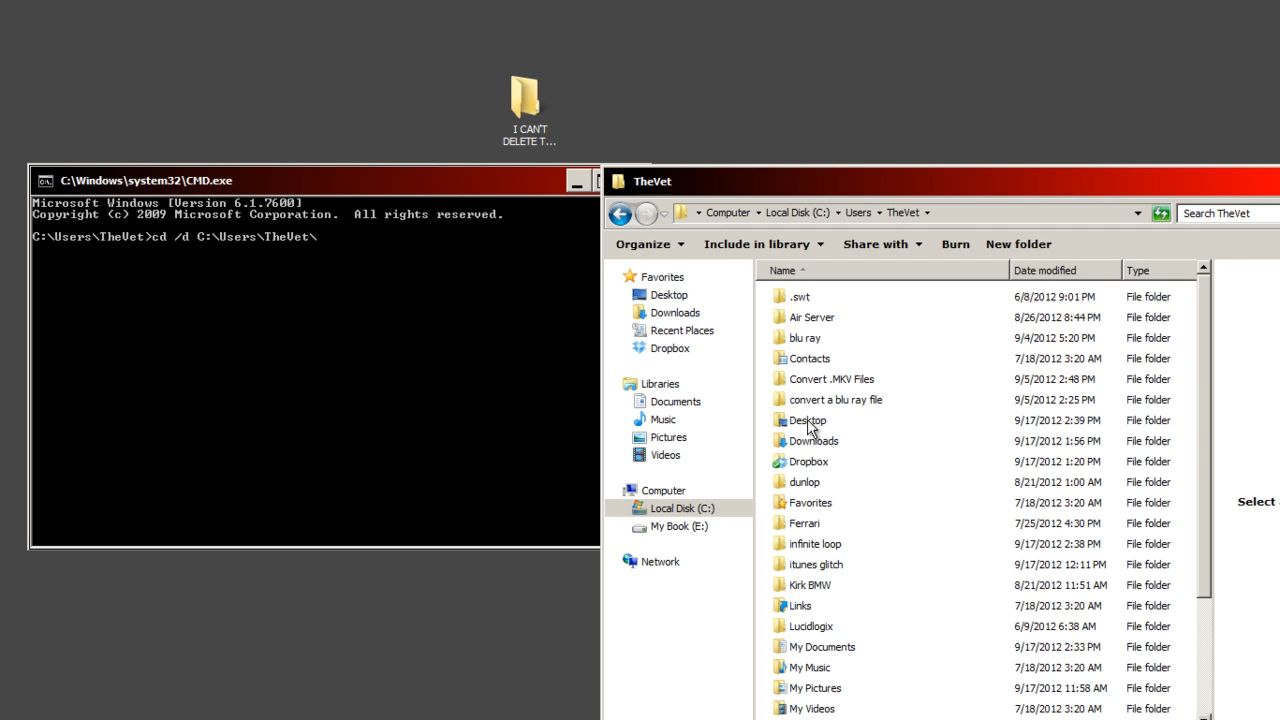 I CAN'T
DELETE T...
C:\Windows\system32\CMD.exe
Microsoft Windows [Version 6.1.7600]
Copyright (c) 2009 Microsoft Corporation.  All rights reserved.
C:\Users\TheVet>cd /d C:\Users\TheVet\
TheVet
Computer Local Disk (C:) Users TheVet
Search TheVet
Organize Include in library Share with Burn New folder
Favorites
Desktop
Downloads
Recent Places
Dropbox
Libraries
Documents
Music
Pictures
Videos
Computer
Local Disk (C:)
My Book (E:)
Network
Name Date modified Type
.swt 6/8/2012 9:01 PM File folder
Air Server 8/26/2012 8:44 PM File folder
blu ray 9/4/2012 5:20 PM File folder
Contacts 7/18/2012 3:20 AM File folder
Convert .MKV Files 9/5/2012 2:48 PM File folder
convert a blu ray file 9/5/2012 2:25 PM File folder
Desktop 9/17/2012 2:39 PM File folder
Downloads 9/17/2012 1:56 PM File folder
Dropbox 9/17/2012 1:20 PM File folder
dunlop 8/21/2012 1:00 AM File folder
Favorites 7/18/2012 3:20 AM File folder
Ferrari 7/25/2012 4:30 PM File folder
infinite loop 9/17/2012 2:38 PM File folder
itunes glitch 9/17/2012 12:11 PM File folder
Kirk BMW 8/21/2012 11:51 AM File folder
Links 7/18/2012 3:20 AM File folder
Lucidlogix 6/9/2012 6:38 AM File folder
My Documents 9/17/2012 2:33 PM File folder
My Music 7/18/2012 3:20 AM File folder
My Pictures 9/17/2012 11:58 AM File folder
My Videos 7/18/2012 3:20 AM File folder
Select